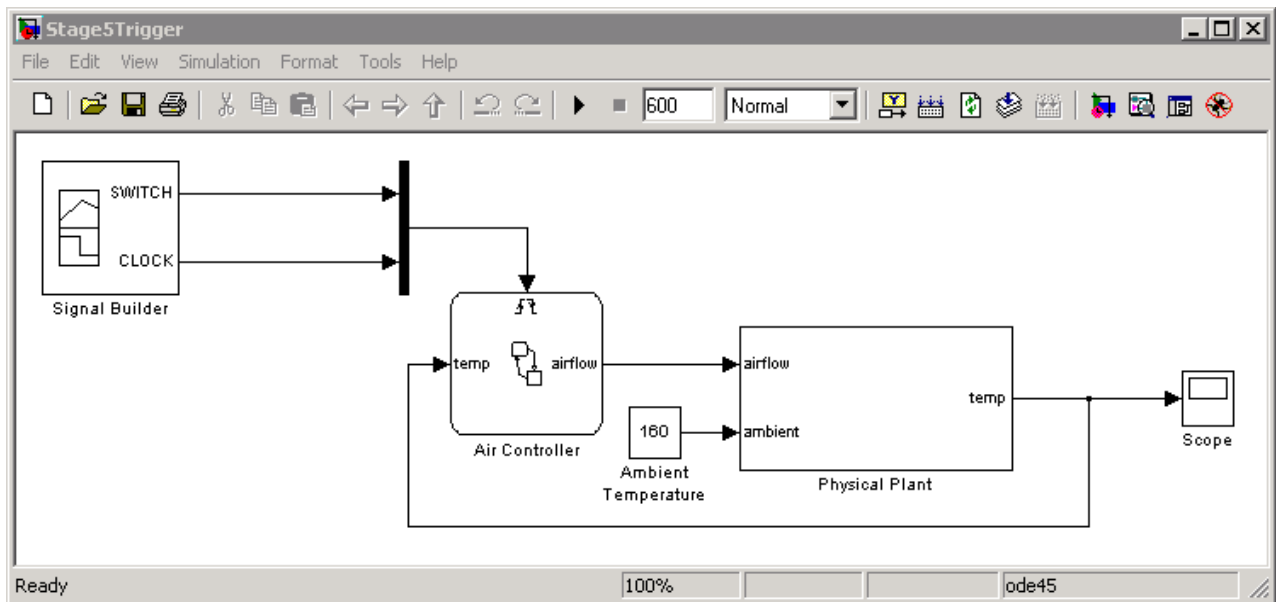 Stage5Trigger
File Edit View Simulation Format Tools Help
600 Normal
SWITCH
CLOCK
Signal Builder
temp airflow
Air Controller
160
Ambient
Temperature
airflow
temp
ambient
Physical Plant
Scope
Ready 100% ode45